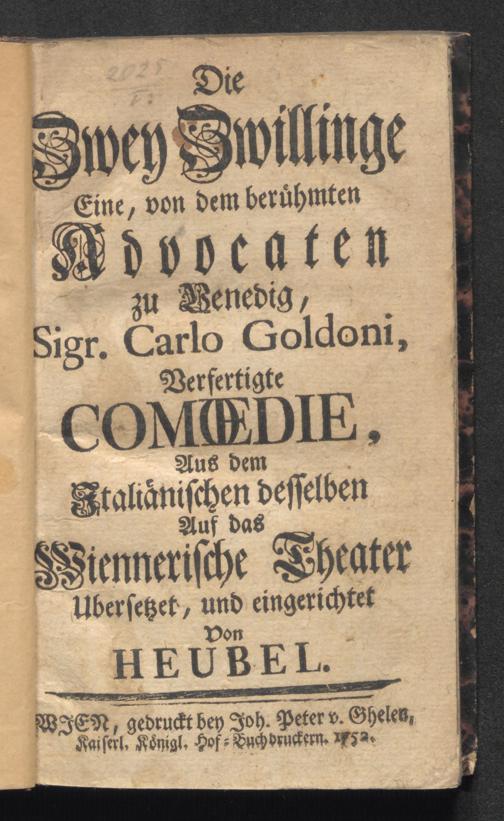 2025
Die
Zwey Zwillinge
Eine, von dem berühmten
Advocaten
zu Venedig,
Sigr. Carlo Goldoni,
Verfertigte
COMŒDIE,
Aus dem
Italiänischen desselben
Auf das
Wiennerische Theater
Ubersetzet, und eingerichtet
Von
HEUBEL.
WIEN, gedruckt bey Joh. Peter v. Ghelen,
Kaiserl. Königl. Hof-Buchdruckern. 1752.